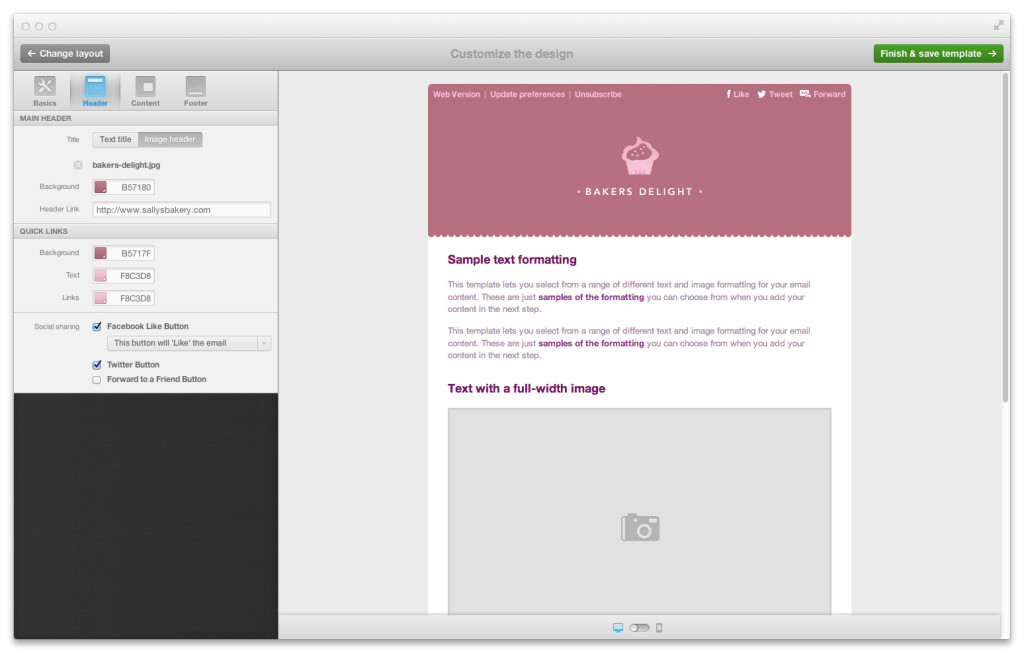 ← Change layout
Customize the design
Finish & save template →
Basics
Header
Content
Footer
MAIN HEADER
Title
Text title
Image header
bakers-delight.jpg
Background
B57180
Header Link
http://www.sallysbakery.com
QUICK LINKS
Background
B5717F
Text
F8C3D8
Links
F8C3D8
Social sharing
Facebook Like Button
This button will 'Like' the email
Twitter Button
Forward to a Friend Button
Web Version | Update preferences | Unsubscribe
Like
Tweet
Forward
• BAKERS DELIGHT •
Sample text formatting
This template lets you select from a range of different text and image formatting for your email
content. These are just samples of the formatting you can choose from when you add your
content in the next step.
This template lets you select from a range of different text and image formatting for your email
content. These are just samples of the formatting you can choose from when you add your
content in the next step.
Text with a full-width image